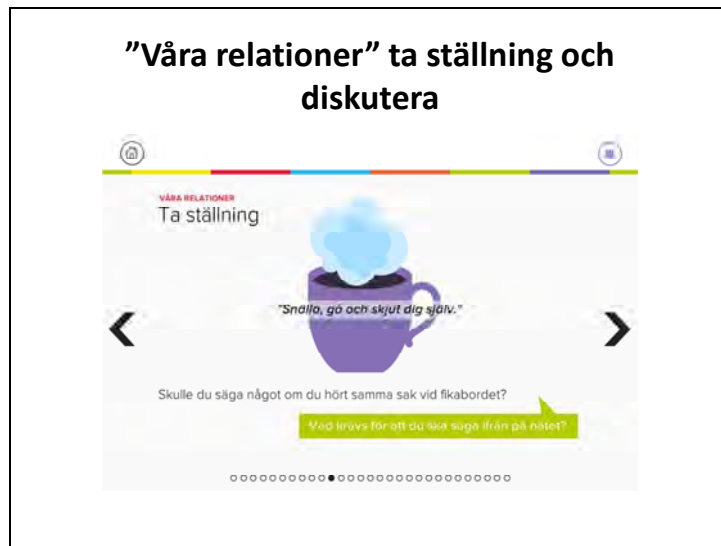 ”Våra relationer” ta ställning och
diskutera
VÅRA RELATIONER
Ta ställning
"Snälla, gå och skjut dig själv."
Skulle du säga något om du hört samma sak vid fikabordet?
Vad krävs för att du ska säga ifrån på nätet?